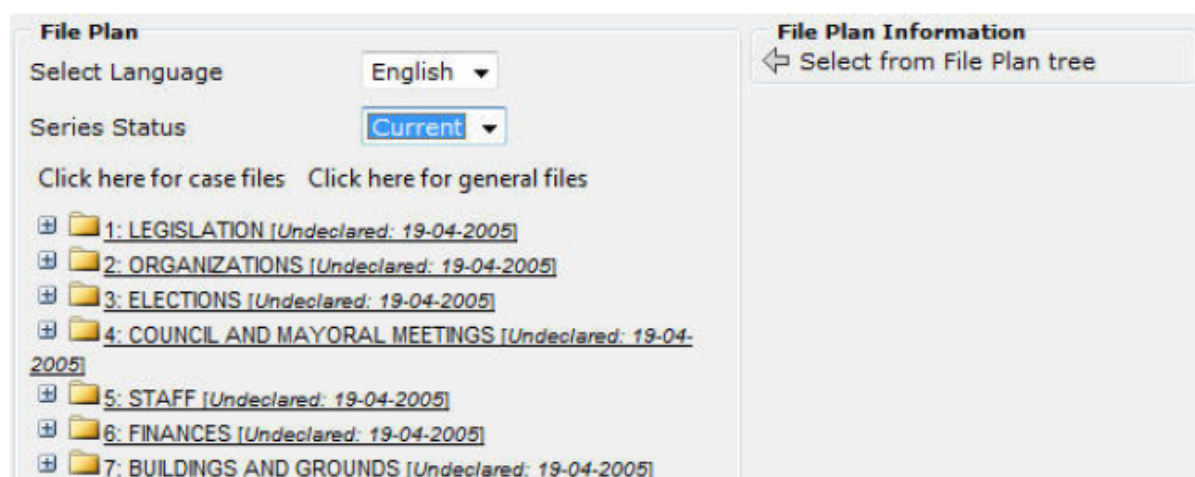 File Plan
Select Language English
Series Status Current
Click here for case files Click here for general files
1: LEGISLATION [Undeclared: 19-04-2005]
2: ORGANIZATIONS [Undeclared: 19-04-2005]
3: ELECTIONS [Undeclared: 19-04-2005]
4: COUNCIL AND MAYORAL MEETINGS [Undeclared: 19-04-
2005]
5: STAFF [Undeclared: 19-04-2005]
6: FINANCES [Undeclared: 19-04-2005]
7: BUILDINGS AND GROUNDS [Undeclared: 19-04-2005]
File Plan Information
Select from File Plan tree